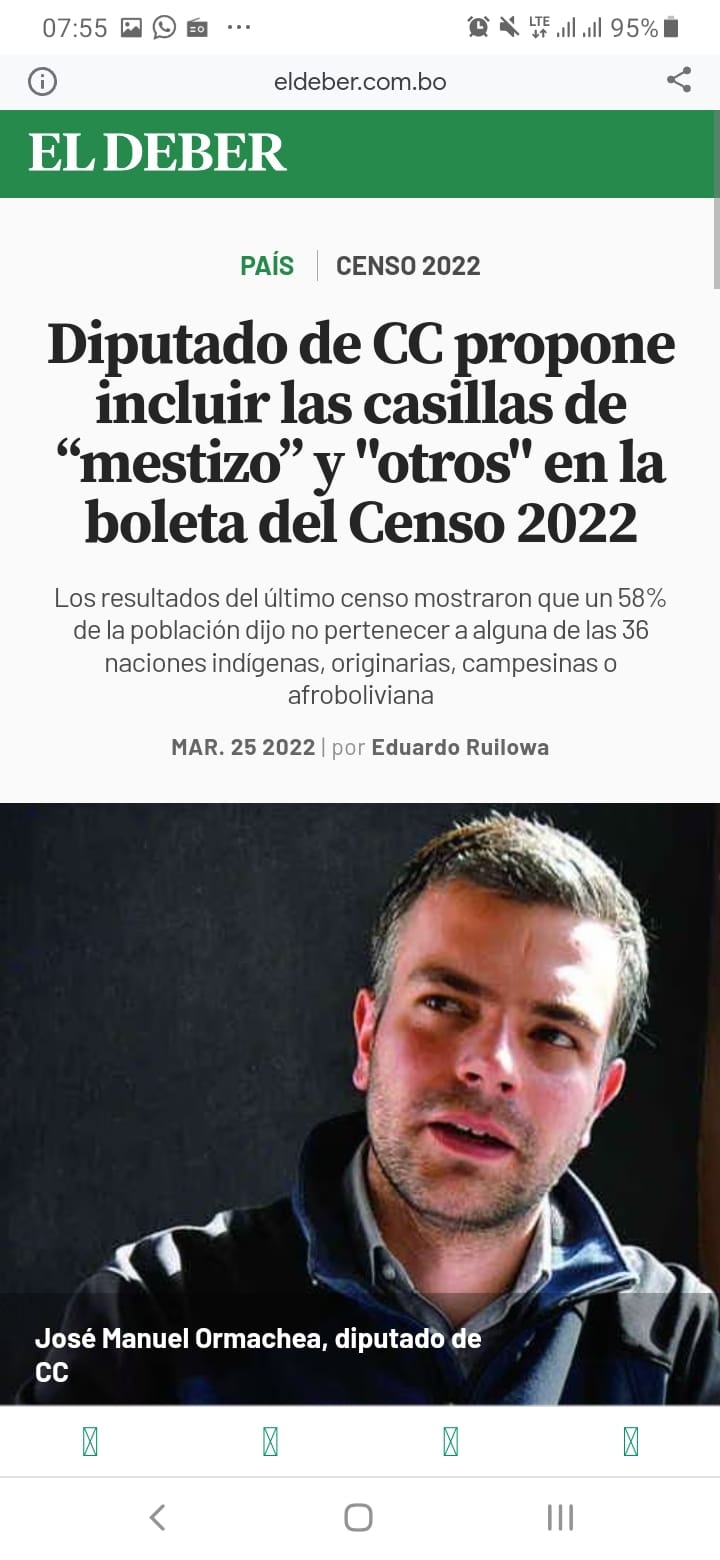 07:55 ... LTE 95%
eldeber.com.bo
EL DEBER
PAÍS | CENSO 2022
Diputado de CC propone
incluir las casillas de
“mestizo” y "otros" en la
boleta del Censo 2022
Los resultados del último censo mostraron que un 58%
de la población dijo no pertenecer a alguna de las 36
naciones indígenas, originarias, campesinas o
afroboliviana
MAR. 25 2022 | por Eduardo Ruilowa
José Manuel Ormachea, diputado de
CC